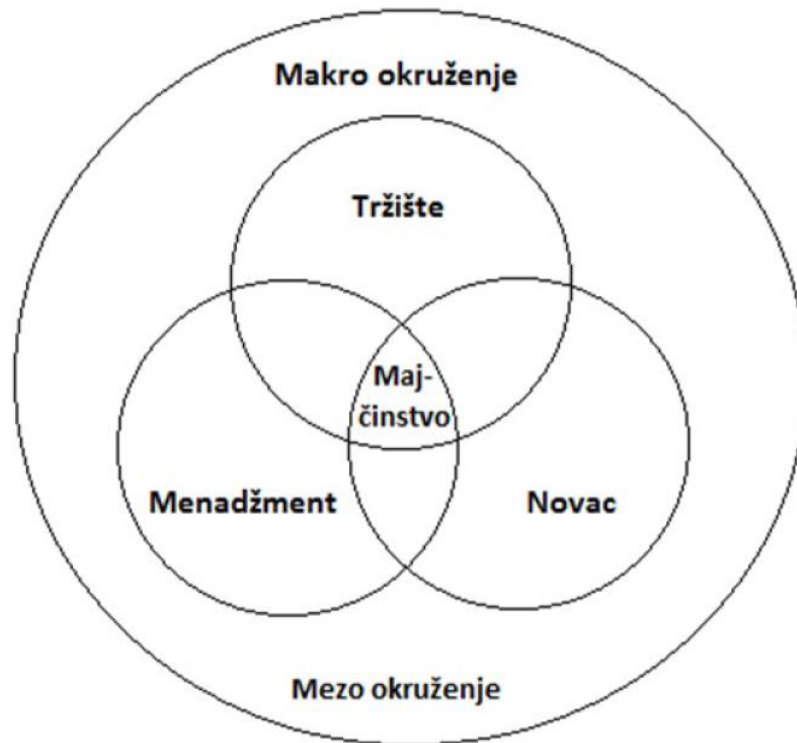 Makro okruženje
Tržište
Maj-
činstvo
Menadžment
Novac
Mezo okruženje